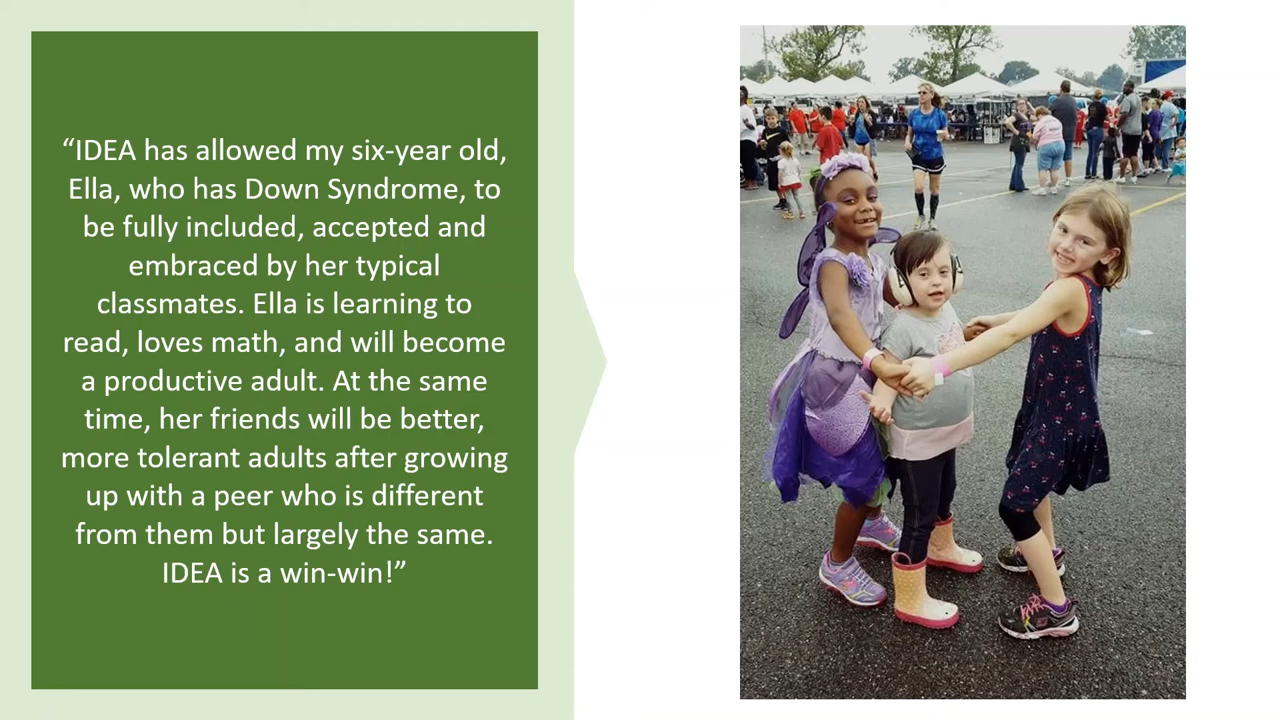 “IDEA has allowed my six-year old,
Ella, who has Down Syndrome, to
be fully included, accepted and
embraced by her typical
classmates. Ella is learning to
read, loves math, and will become
a productive adult. At the same
time, her friends will be better,
more tolerant adults after growing
up with a peer who is different
from them but largely the same.
IDEA is a win-win!”